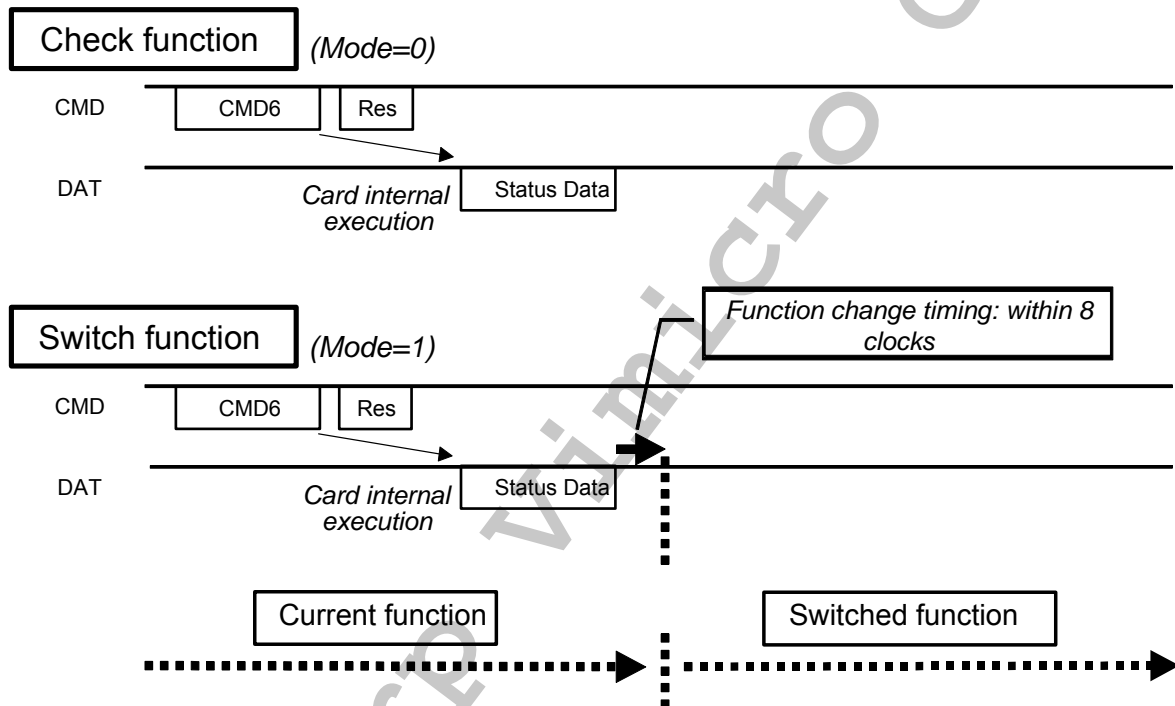 Check function (Mode=0)
CMD CMD6 Res
DAT Card internal execution Status Data
Switch function (Mode=1)
Function change timing: within 8
clocks
CMD CMD6 Res
DAT Card internal execution Status Data
Current function Switched function
Vimicro